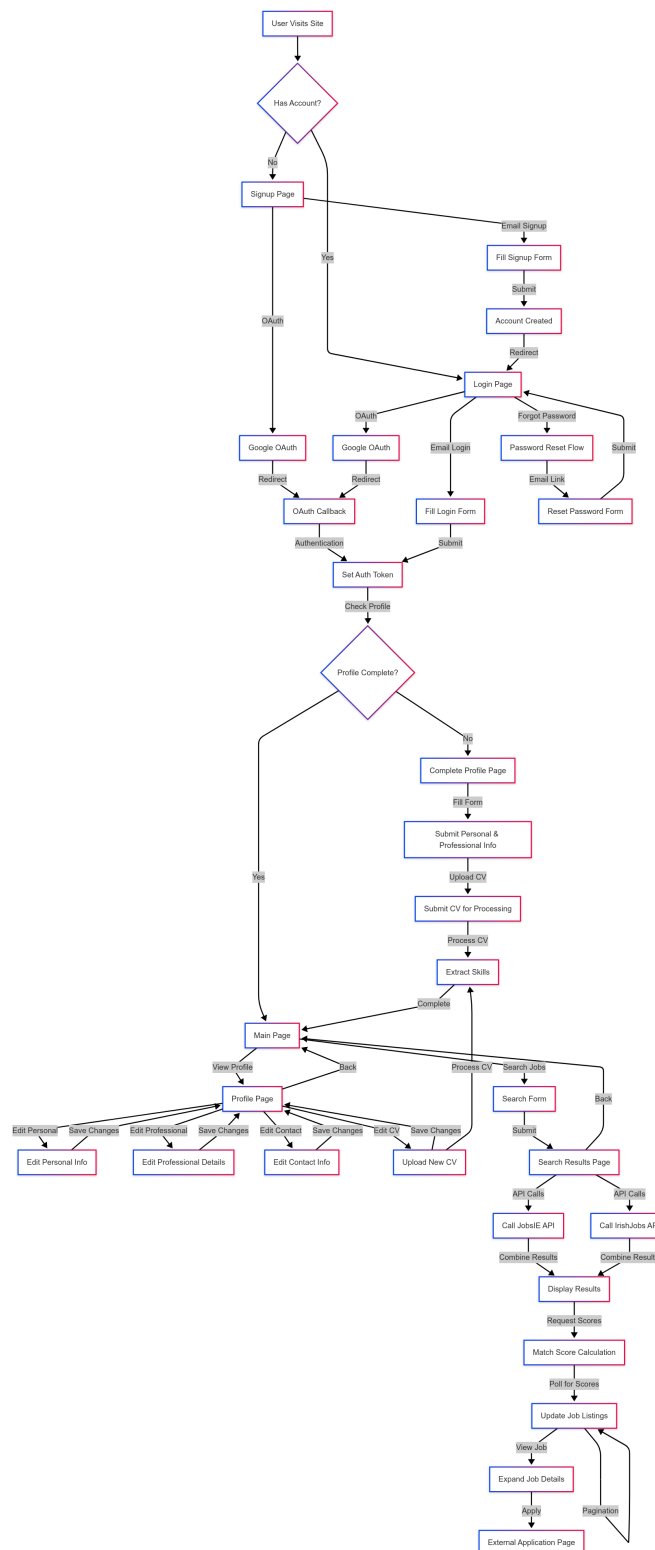 User Visits Site
Has Account?
No
Signup Page
Email Signup
Fill Signup Form
Yes
Submit
OAuth
Account Created
Redirect
Login Page
OAuth
Forgot Password
Email Login
Submit
Google OAuth
Google OAuth
Password Reset Flow
Redirect
Redirect
Email Link
OAuth Callback
Fill Login Form
Reset Password Form
Authentication
Submit
Set Auth Token
Check Profile
Profile Complete?
No
Complete Profile Page
Fill Form
Submit Personal &
Professional Info
Yes
Upload CV
Submit CV for Processing
Process CV
Extract Skills
Complete
Main Page
View Profile
Back
Process CV
Search Jobs
Profile Page
Search Form
Back
Edit Personal
Save Changes
Edit Professional
Save Changes
Edit Contact
Save Changes
Edit CV
Save Changes
Submit
Edit Personal Info
Edit Professional Details
Edit Contact Info
Upload New CV
Search Results Page
API Calls
API Calls
Call JobsIE API
Call IrishJobs AP
Combine Results
Combine Result
Display Results
Request Scores
Match Score Calculation
Poll for Scores
Update Job Listings
View Job
Expand Job Details
Apply
Pagination
External Application Page